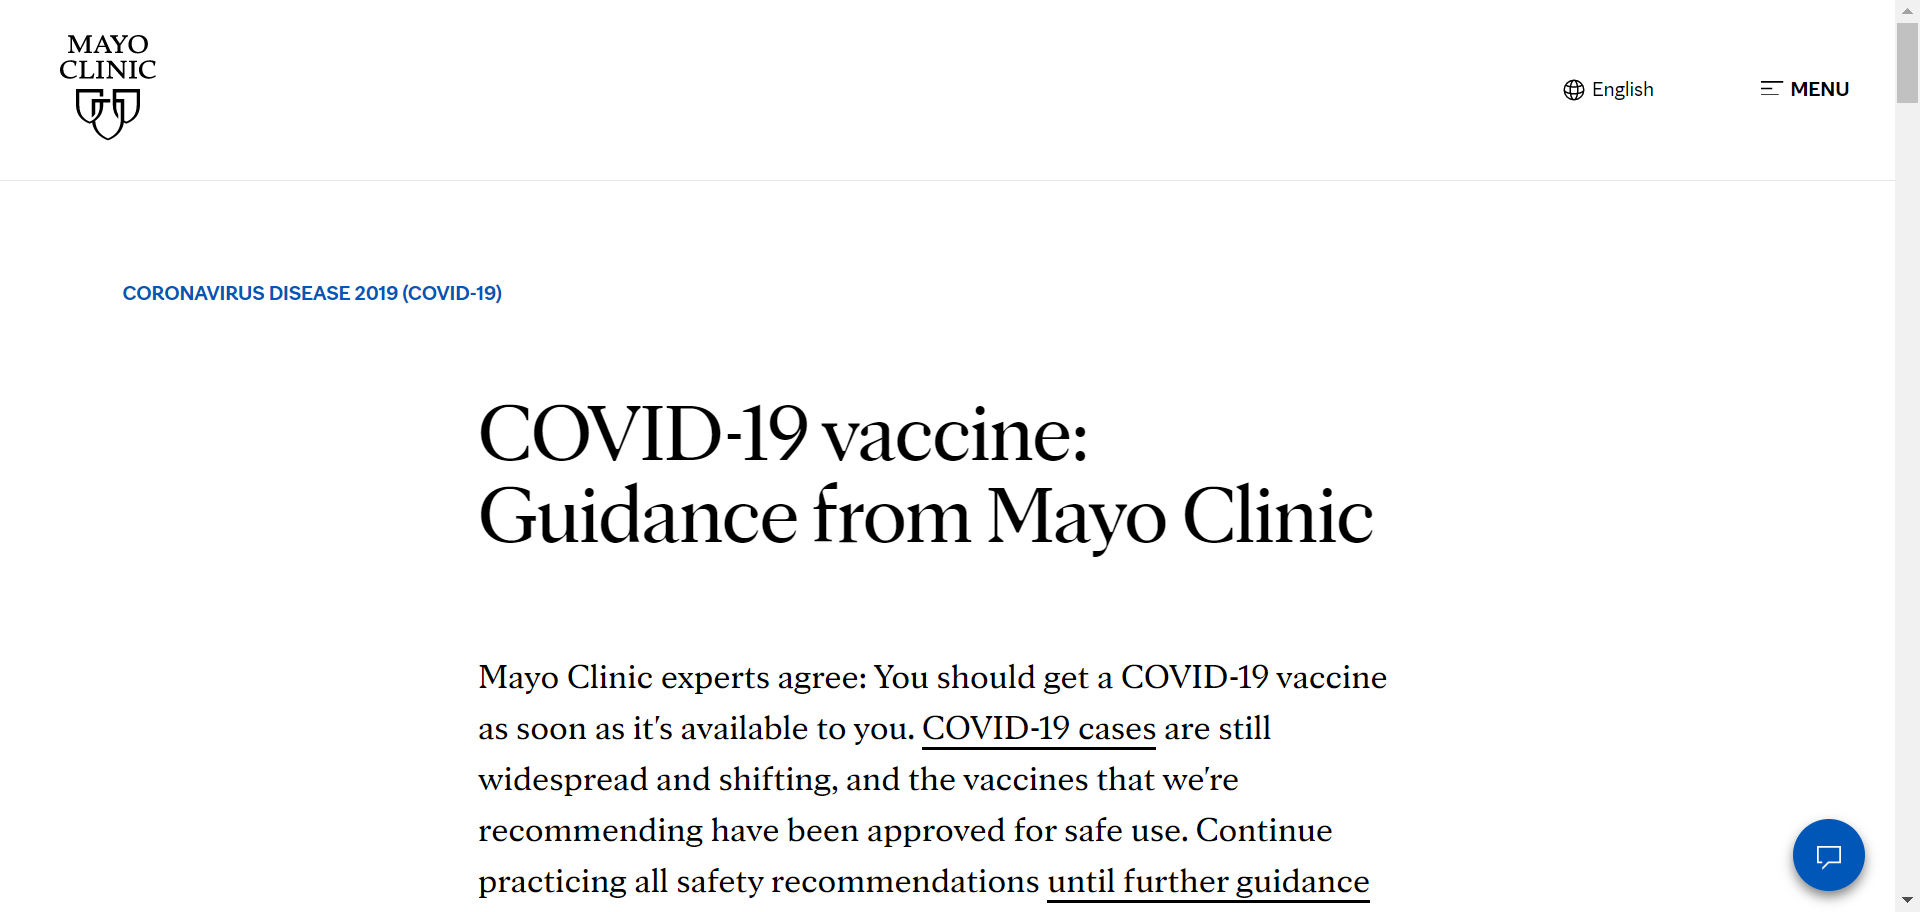 MAYO
CLINIC
English
MENU
CORONAVIRUS DISEASE 2019 (COVID-19)
COVID-19 vaccine:
Guidance from Mayo Clinic
Mayo Clinic experts agree: You should get a COVID-19 vaccine
as soon as it's available to you. COVID-19 cases are still
widespread and shifting, and the vaccines that we're
recommending have been approved for safe use. Continue
practicing all safety recommendations until further guidance